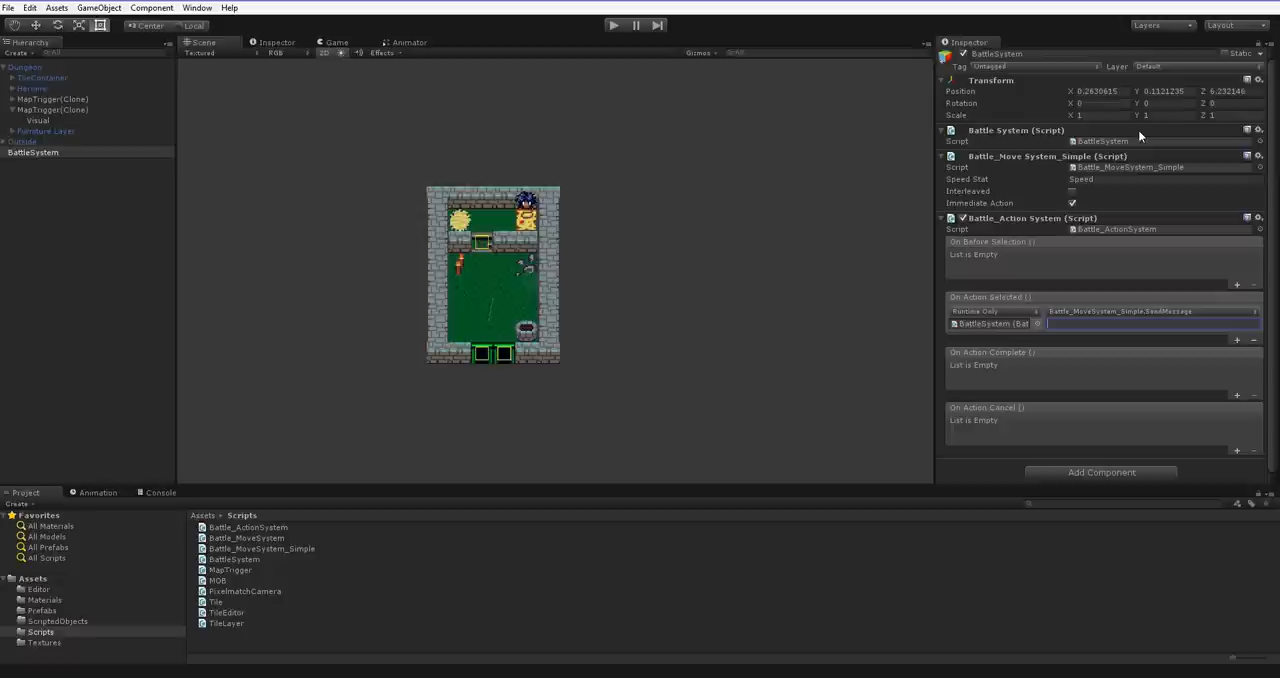 File Edit Assets GameObject Component Window Help
Center Local
Layers Layout
Hierarchy
Create
Dungeon
TileContainer
Heroine
MapTrigger(Clone)
MapTrigger(Clone)
Visual
Furniture Layer
Outside
BattleSystem
Scene Inspector Game Animator
Textured RGB 2D Effects Gizmos
Inspector
BattleSystem Static
Tag Untagged Layer Default
Transform
Position X 0.2630615 Y 0.1121235 Z 6.232146
Rotation X 0 Y 0 Z 0
Scale X 1 Y 1 Z 1
Battle System (Script)
Script BattleSystem
Battle_Move System_Simple (Script)
Script Battle_MoveSystem_Simple
Speed Stat Speed
Interleaved
Immediate Action
Battle_Action System (Script)
Script Battle_ActionSystem
On Before Selection ()
List is Empty
+ -
On Action Selected ()
Runtime Only Battle_MoveSystem_Simple.SendMessage
BattleSystem (Bat
+ -
On Action Complete ()
List is Empty
+ -
On Action Cancel ()
List is Empty
+ -
Add Component
Project Animation Console
Create
Favorites
All Materials
All Models
All Prefabs
All Scripts
Assets
Editor
Materials
Prefabs
ScriptedObjects
Scripts
Textures
Assets Scripts
Battle_ActionSystem
Battle_MoveSystem
Battle_MoveSystem_Simple
BattleSystem
MapTrigger
MOB
PixelmatchCamera
Tile
TileEditor
TileLayer